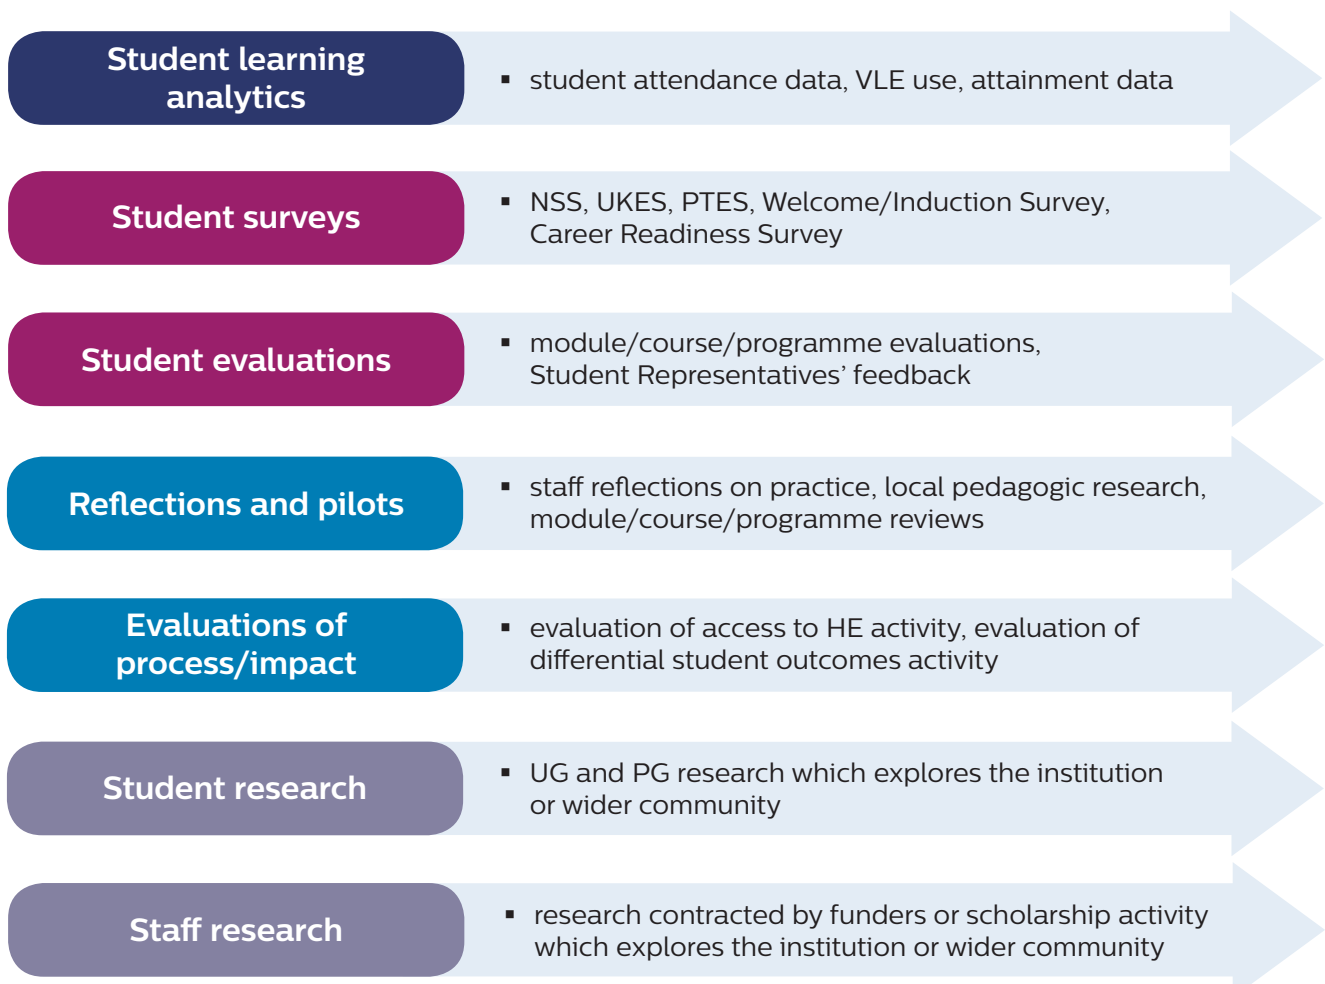 Student learning
analytics
▪ student attendance data, VLE use, attainment data
Student surveys
▪ NSS, UKES, PTES, Welcome/Induction Survey,
Career Readiness Survey
Student evaluations
▪ module/course/programme evaluations,
Student Representatives’ feedback
Reflections and pilots
▪ staff reflections on practice, local pedagogic research,
module/course/programme reviews
Evaluations of
process/impact
▪ evaluation of access to HE activity, evaluation of
differential student outcomes activity
Student research
▪ UG and PG research which explores the institution
or wider community
Staff research
▪ research contracted by funders or scholarship activity
which explores the institution or wider community